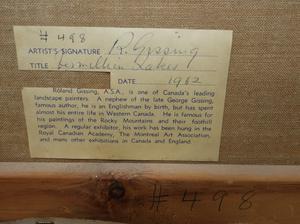 # 498
ARTIST'S SIGNATURE R. Gissing
TITLE Vermillion Lakes
DATE 1962
Roland Gissing, A.S.A., is one of Canada's leading
landscape painters. A nephew of the late George Gissing,
famous author, he is an Englishman by birth, but has spent
almost his entire life in Western Canada. He is famous for
his paintings of the Rocky Mountains and their foothill
region. A regular exhibitor, his work has been hung in the
Royal Canadian Academy, The Montreal Art Association,
and many other exhibitions in Canada and England.
# 498